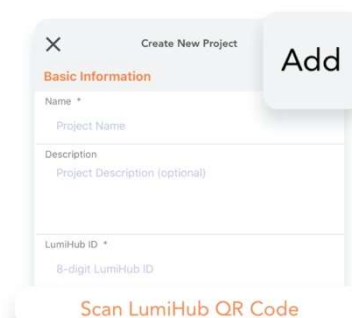 Create New Project
Add
Basic Information
Name *
Project Name
Description
Project Description (optional)
LumiHub ID *
8-digit LumiHub ID
Scan LumiHub QR Code